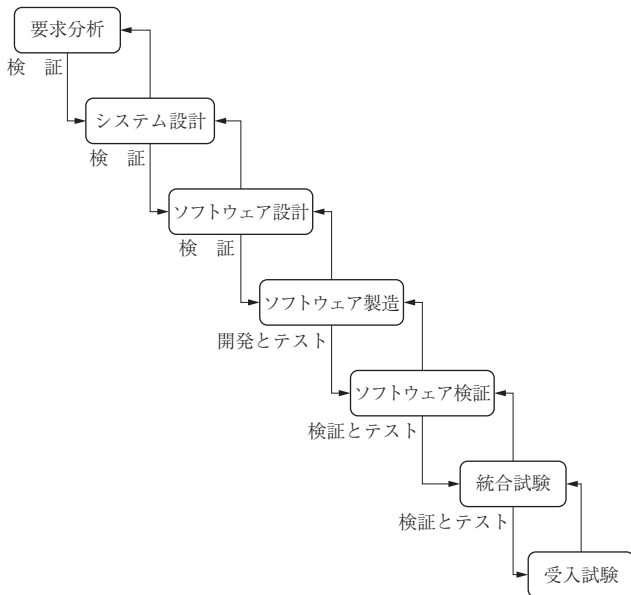 要求分析
検 証
システム設計
検 証
ソフトウェア設計
検 証
ソフトウェア製造
開発とテスト
ソフトウェア検証
検証とテスト
統合試験
検証とテスト
受入試験